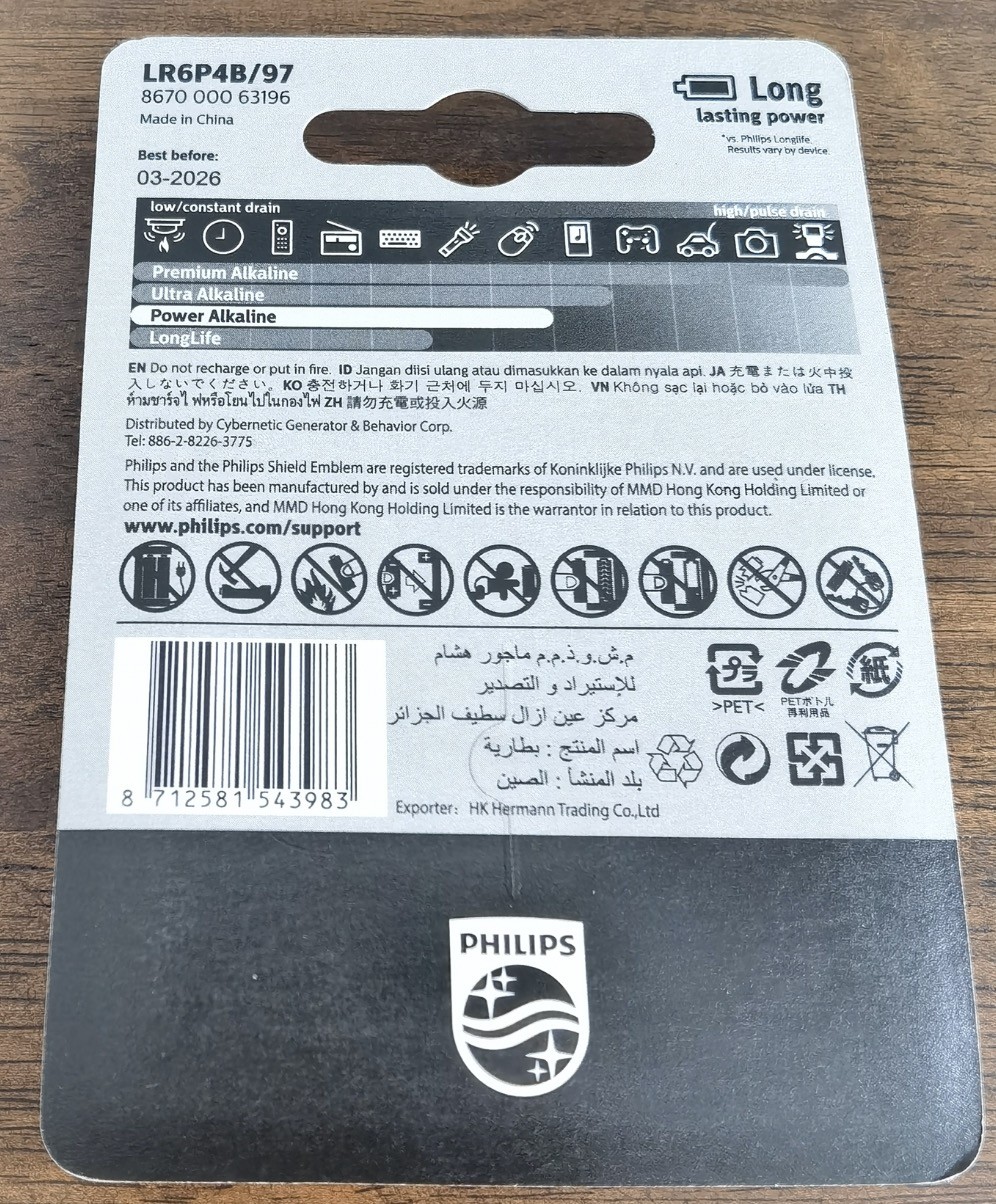 LR6P4B/97
8670 000 63196
Made in China
Best before:
03-2026
Long
lasting power
*vs. Philips Longlife.
Results vary by device.
low/constant drain
high/pulse drain
Premium Alkaline
Ultra Alkaline
Power Alkaline
LongLife
EN Do not recharge or put in fire. ID Jangan diisi ulang atau dimasukkan ke dalam nyala api. JA 充電または火中投
入しないでください。KO 충전하거나 화기 근처에 두지 마십시오. VN Không sạc lại hoặc bỏ vào lửa TH
ห้ามชาร์จไ ฟหรือโยนไปในกองไฟ ZH 請勿充電或投入火源
Distributed by Cybernetic Generator & Behavior Corp.
Tel: 886-2-8226-3775
Philips and the Philips Shield Emblem are registered trademarks of Koninklijke Philips N.V. and are used under license.
This product has been manufactured by and is sold under the responsibility of MMD Hong Kong Holding Limited or
one of its affiliates, and MMD Hong Kong Holding Limited is the warrantor in relation to this product.
www.philips.com/support
م.ش.و.ذ.م.م ماجور هشام
للإستيراد و التصدير
مركز عين ازال سطيف الجزائر
اسم المنتج : بطارية
بلد المنشأ : الصين
Exporter: HK Hermann Trading Co.,Ltd
8 712581 543983
プラ
>PET<
PETボトル
再利用品
紙
PHILIPS